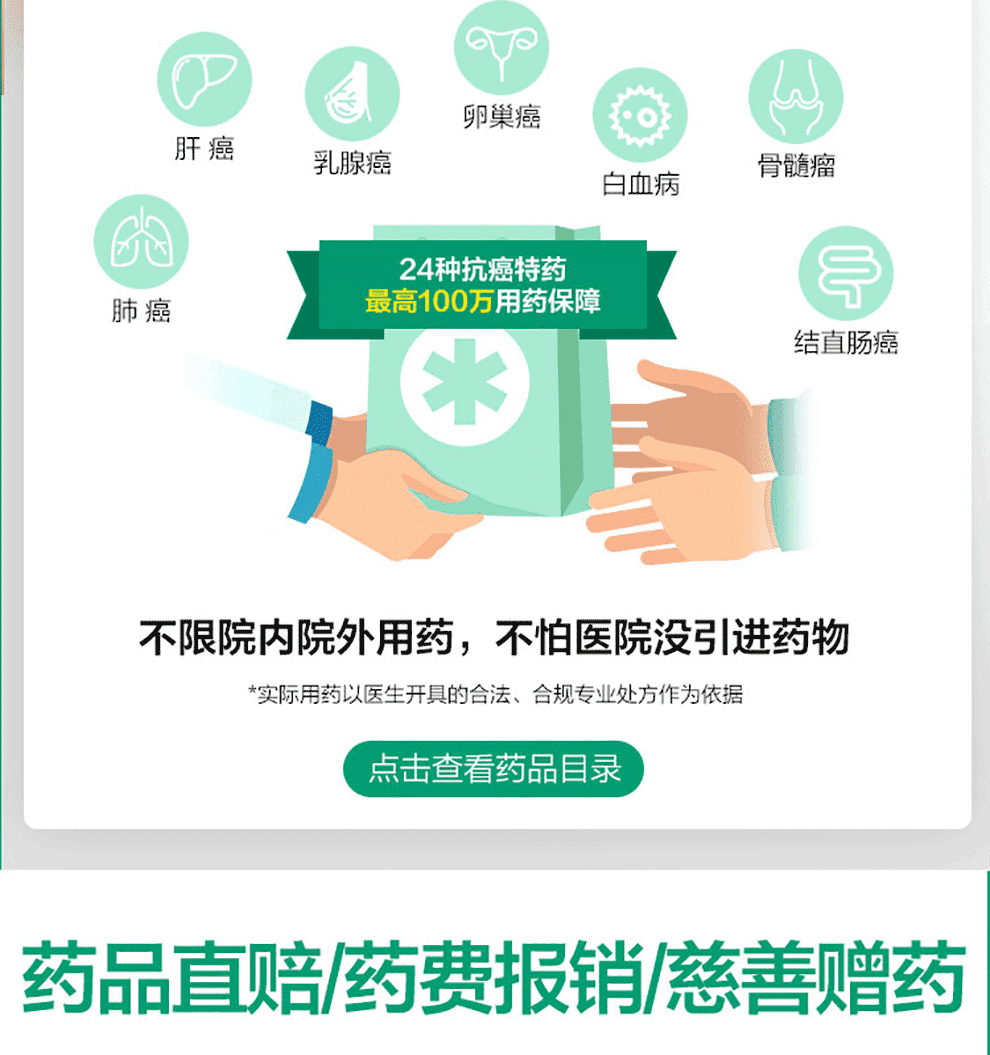 卵巢癌
肝 癌
乳腺癌
骨髓瘤
白血病
肺 癌
结直肠癌
24种抗癌特药
最高100万用药保障
不限院内院外用药，不怕医院没引进药物
*实际用药以医生开具的合法、合规专业处方作为依据
点击查看药品目录
药品直赔/药费报销/慈善赠药